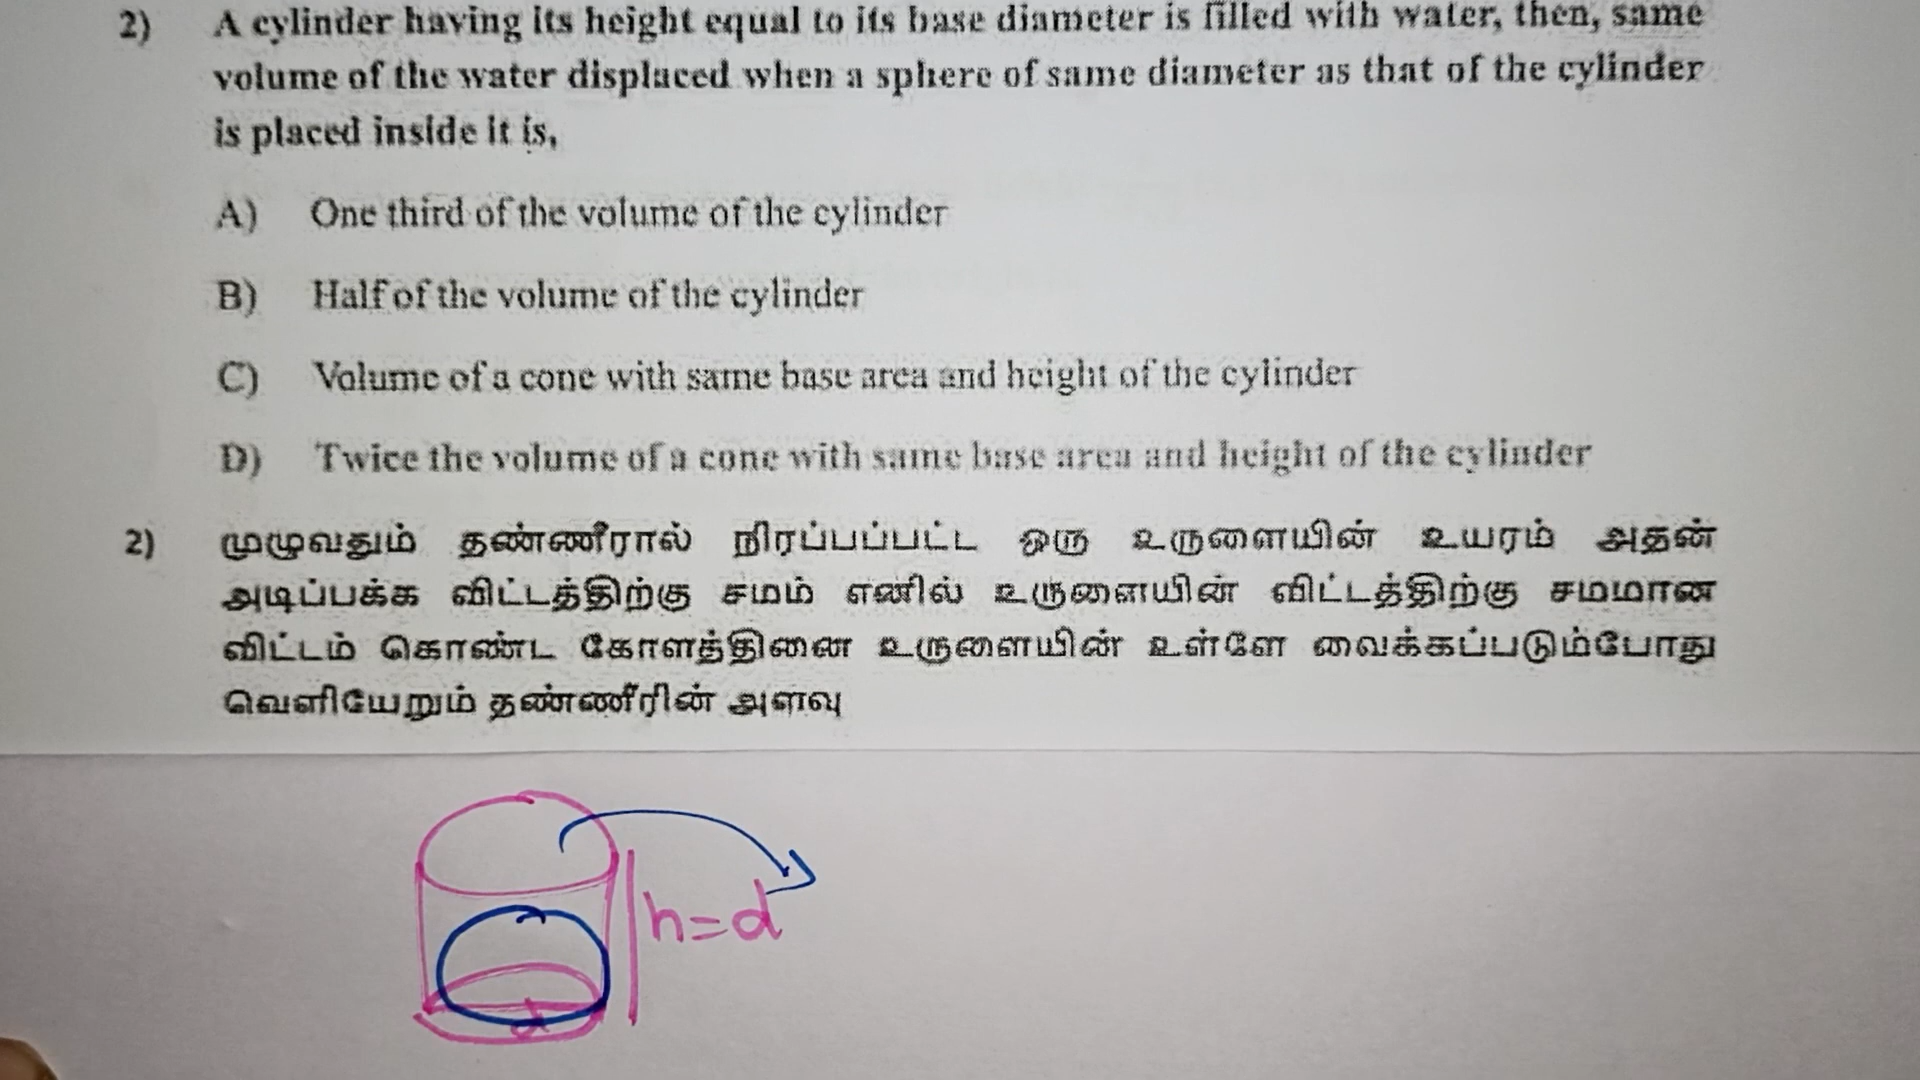 2) A cylinder having its height equal to its base diameter is filled with water, then, same
volume of the water displaced when a sphere of same diameter as that of the cylinder
is placed inside it is,
A) One third of the volume of the cylinder
B) Half of the volume of the cylinder
C) Volume of a cone with same base area and height of the cylinder
D) Twice the volume of a cone with same base area and height of the cylinder
2) முழுவதும் தண்ணீரால் நிரப்பப்பட்ட ஒரு உருளையின் உயரம் அதன்
அடிப்பக்க விட்டத்திற்கு சமம் எனில் உருளையின் விட்டத்திற்கு சமமான
விட்டம் கொண்ட கோளத்தினை உருளையின் உள்ளே வைக்கப்படும்போது
வெளியேறும் தண்ணீரின் அளவு
h=d
d